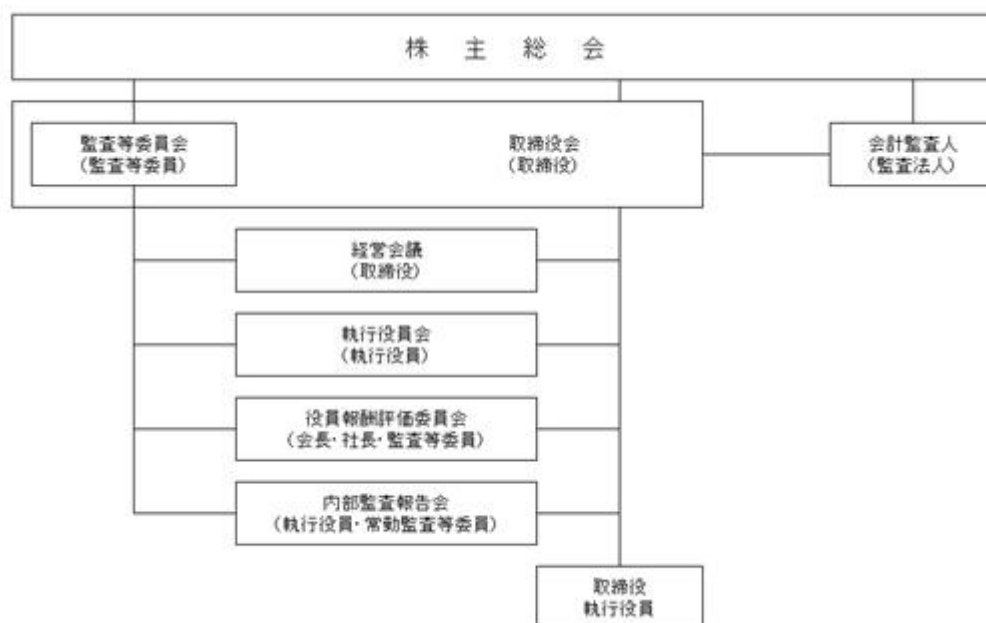 株主総会
監査等委員会
(監査等委員)
取締役会
(取締役)
会計監査人
(監査法人)
経営会議
(取締役)
執行役員会
(執行役員)
役員報酬評価委員会
(会長・社長・監査等委員)
内部監査報告会
(執行役員・常勤監査等委員)
取締役
執行役員